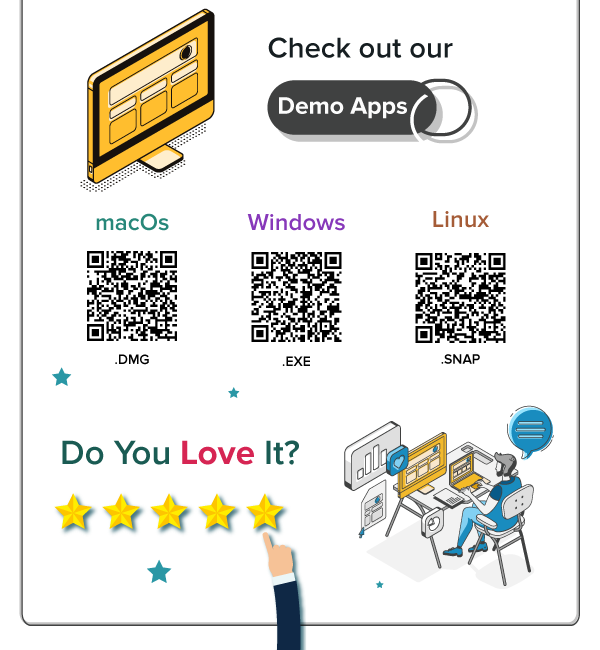 Check out our
Demo Apps
macOs
Windows
Linux
.DMG
.EXE
.SNAP
Do You Love It?